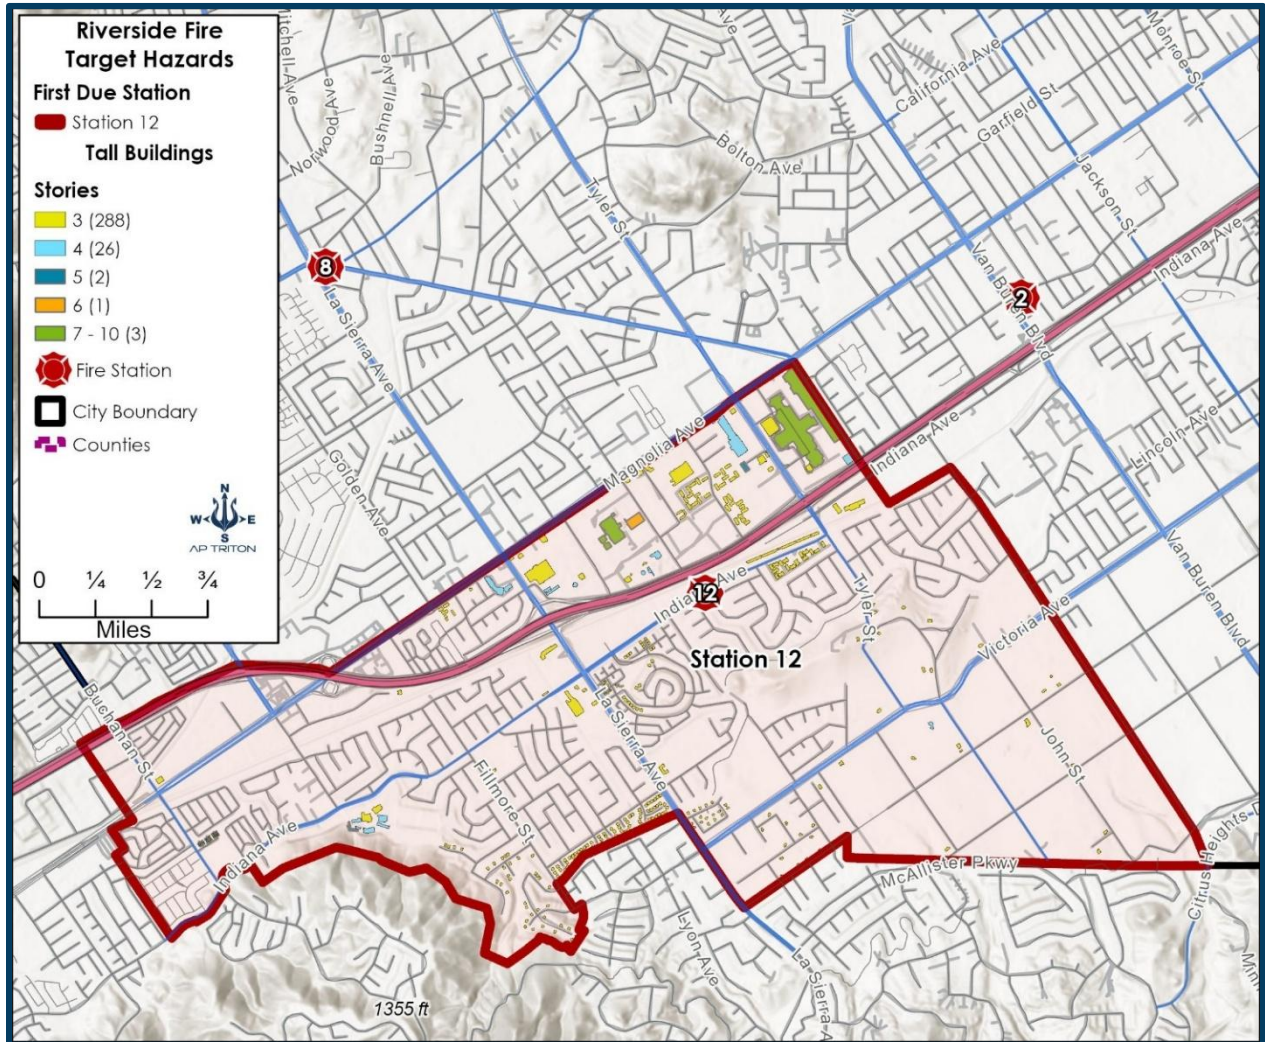 Riverside Fire
Target Hazards
First Due Station
Station 12
Tall Buildings
Stories
3 (288)
4 (26)
5 (2)
6 (1)
7 - 10 (3)
Fire Station
City Boundary
Counties
N
W E
S
AP TRITON
0 ¼ ½ ¾
Miles
Mitchell Ave
Norwood Ave
Bushnell Ave
Tyler St
Bolton Ave
California Ave
Garfield St
Monroe St
Jackson St
Indiana Ave
Van Buren Blvd
8
2
La Sierra Ave
Golden Ave
Magnolia Ave
Indiana Ave
Lincoln Ave
Van Buren Blvd
Indiana Ave
12
Tyler St
Victoria Ave
Station 12
La Sierra Ave
Buchanan St
Fillmore St
John St
Indiana Ave
McAllister Pkwy
Citrus Heights
Lyon Ave
La Sierra A
1355 ft